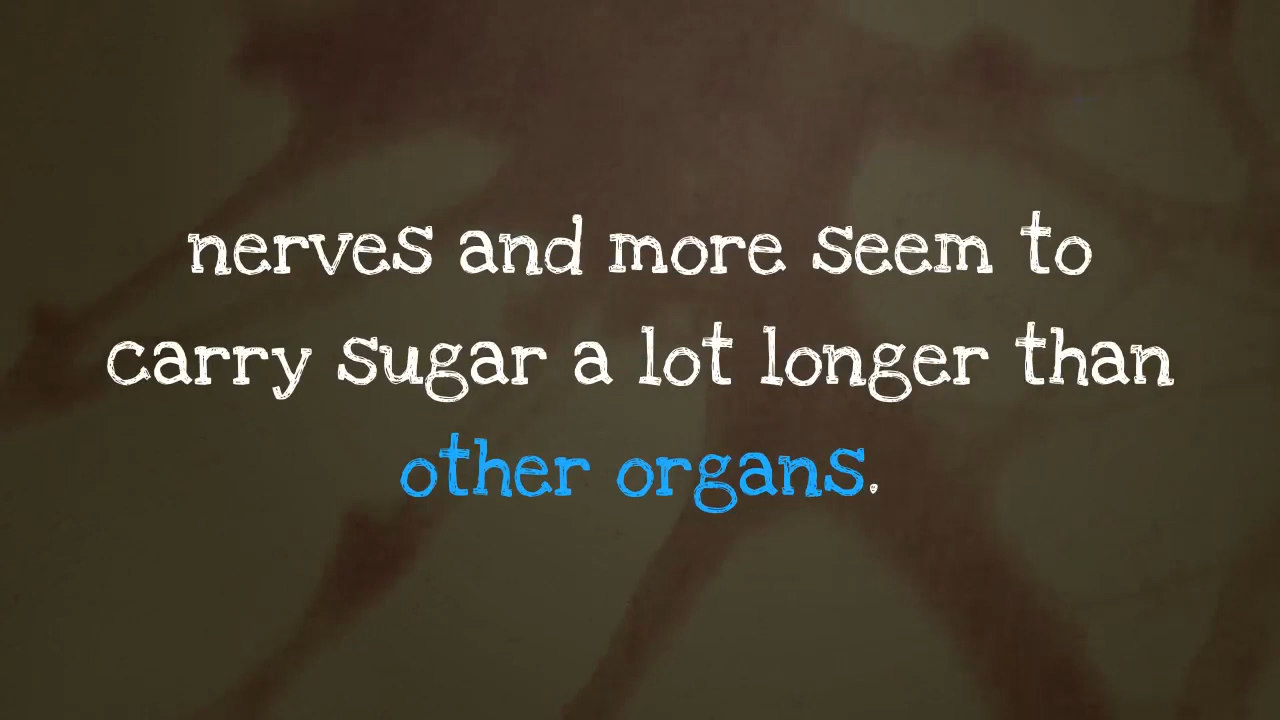 nerves and more seem to
carry sugar a lot longer than
other organs.